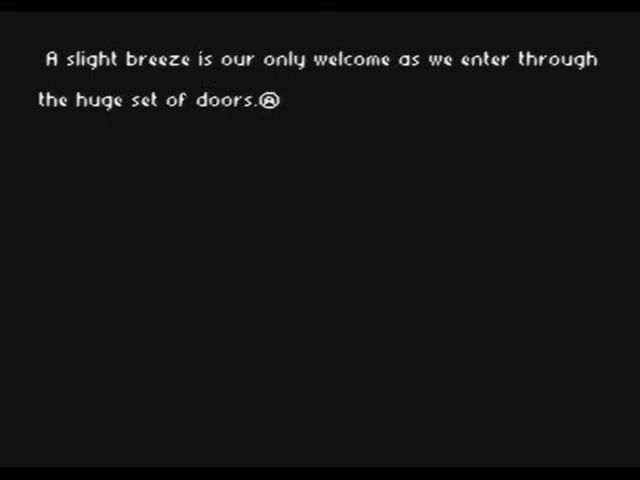 A slight breeze is our only welcome as we enter through
the huge set of doors.Ⓐ